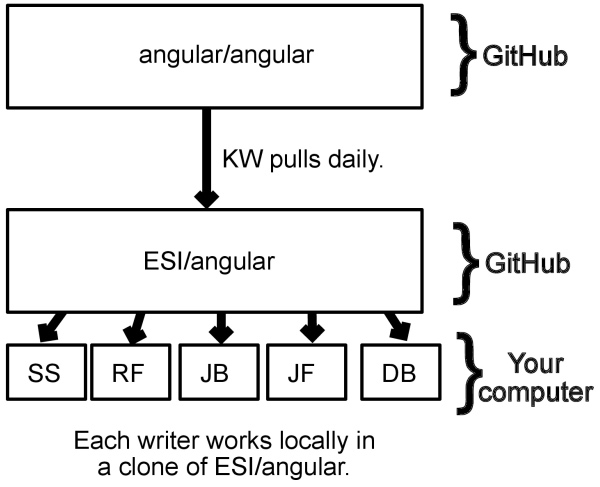 angular/angular
GitHub
KW pulls daily.
ESI/angular
GitHub
SS
RF
JB
JF
DB
Your
computer
Each writer works locally in
a clone of ESI/angular.